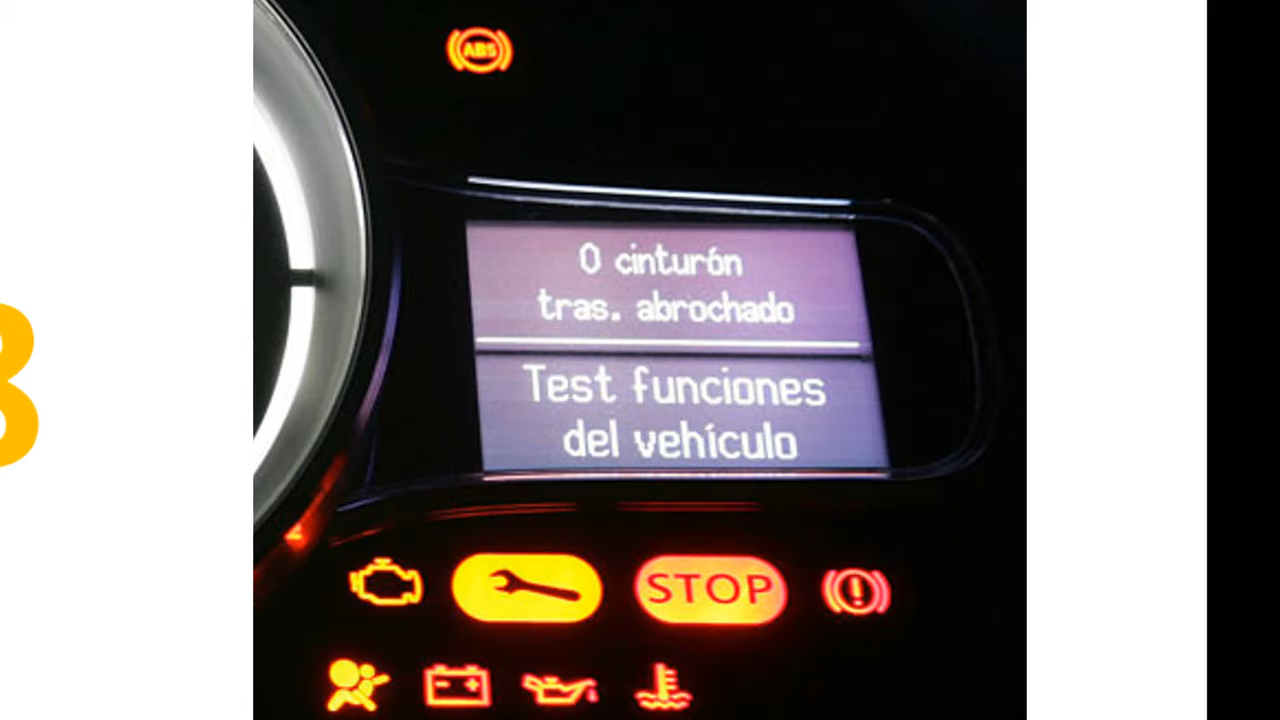 ABS
0 cinturón
tras. abrochado
Test funciones
del vehículo
STOP